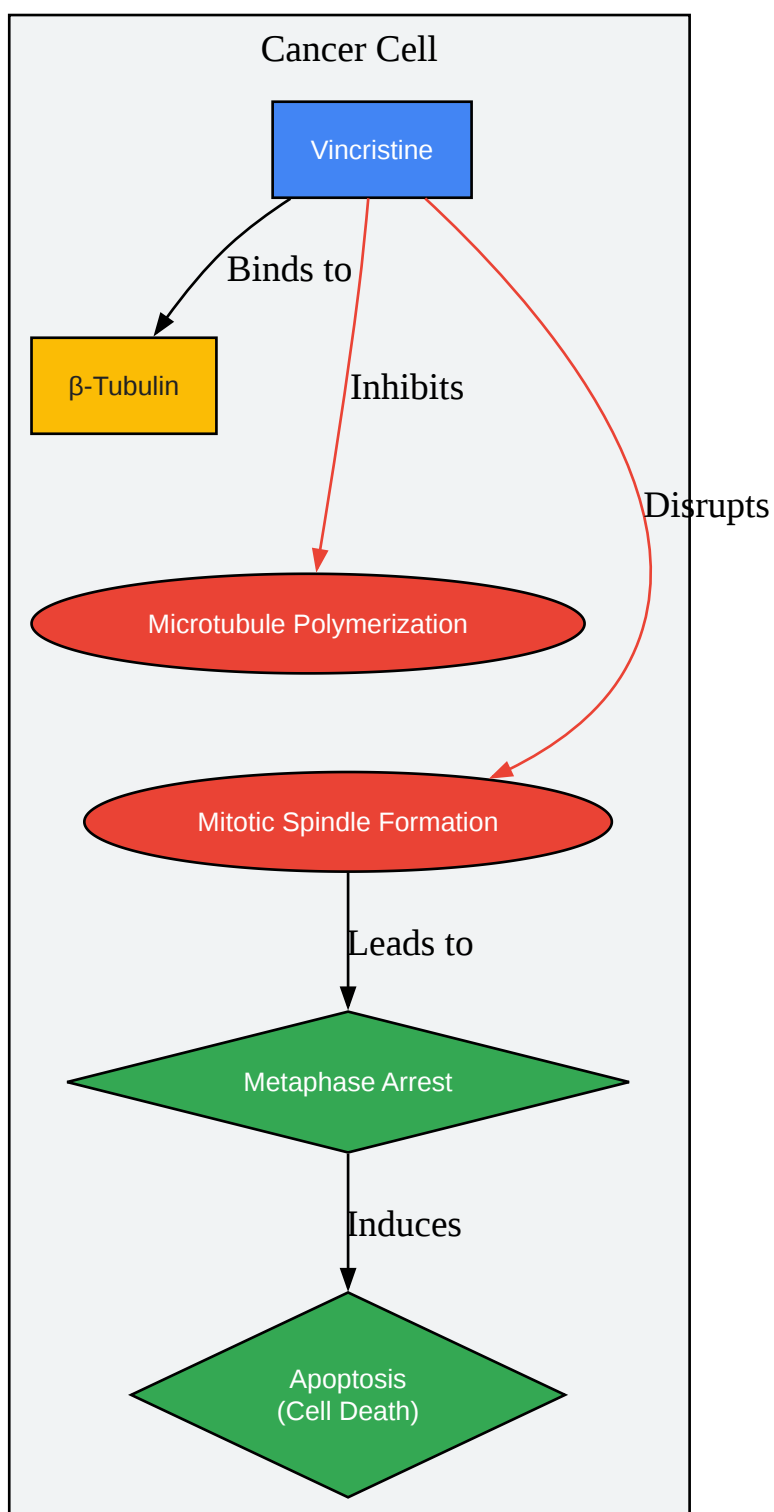 Cancer Cell
Vincristine
Binds to
β-Tubulin
Inhibits
Disrupts
Microtubule Polymerization
Mitotic Spindle Formation
Leads to
Metaphase Arrest
Induces
Apoptosis
(Cell Death)